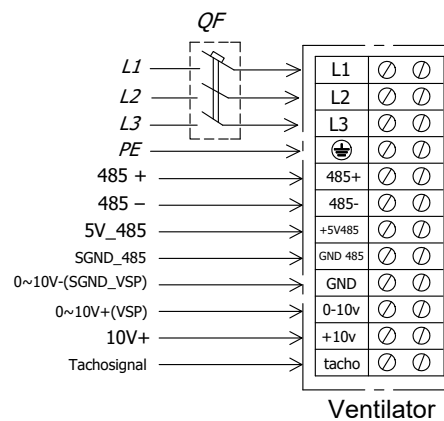 QF
L1 L1
L2 L2
L3 L3
PE
485 + 485+
485 – 485-
5V_485 +5V485
SGND_485 GND 485
0~10V-(SGND_VSP) GND
0~10V+(VSP) 0-10v
10V+ +10v
Tachosignal tacho
Ventilator